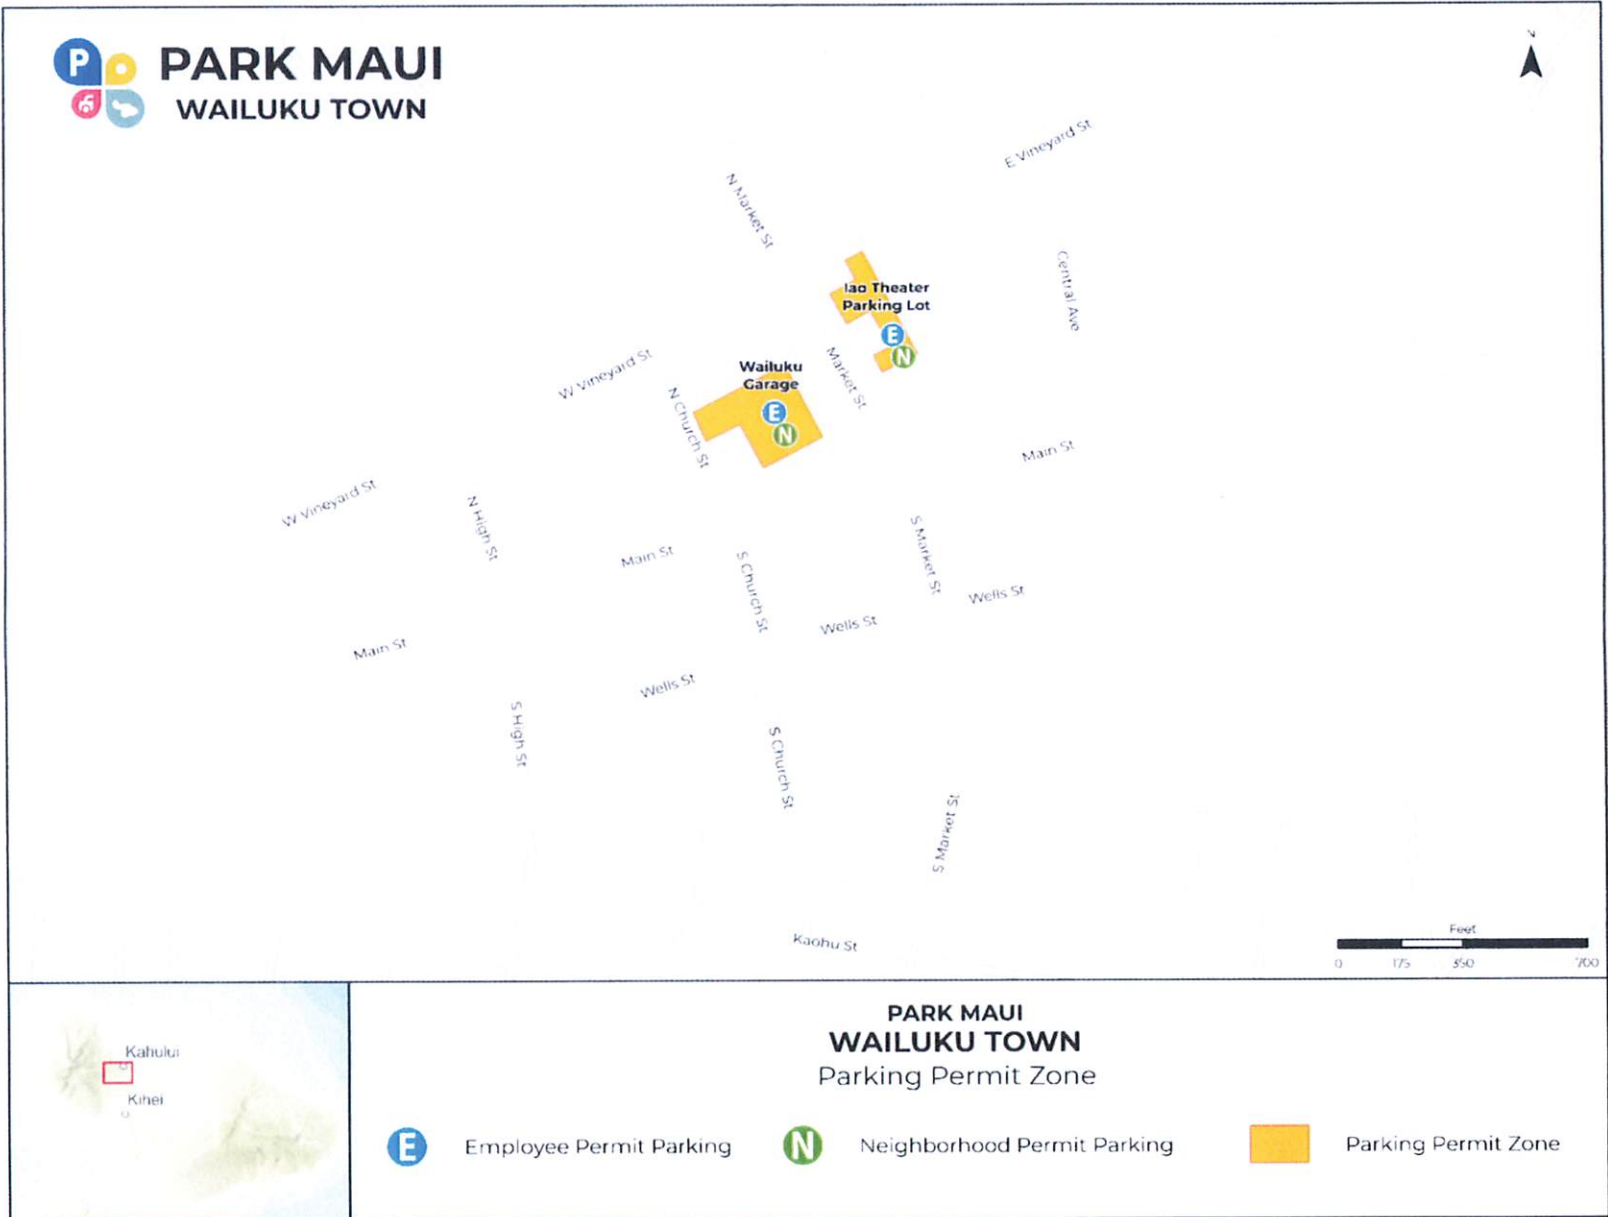 P
PARK MAUI
WAILUKU TOWN
N
E Vineyard St
N Market St
Central Ave
Iao Theater
Parking Lot
E
N
W Vineyard St
Wailuku
Garage
Market St
N Church St
E
N
Main St
W Vineyard St
N High St
Main St
S Church St
S Market St
Wells St
Wells St
Main St
Wells St
S High St
S Church St
S Market St
Kaohu St
Feet
0 175 350 700
Kahului
Kihei
PARK MAUI
WAILUKU TOWN
Parking Permit Zone
E Employee Permit Parking
N Neighborhood Permit Parking
Parking Permit Zone